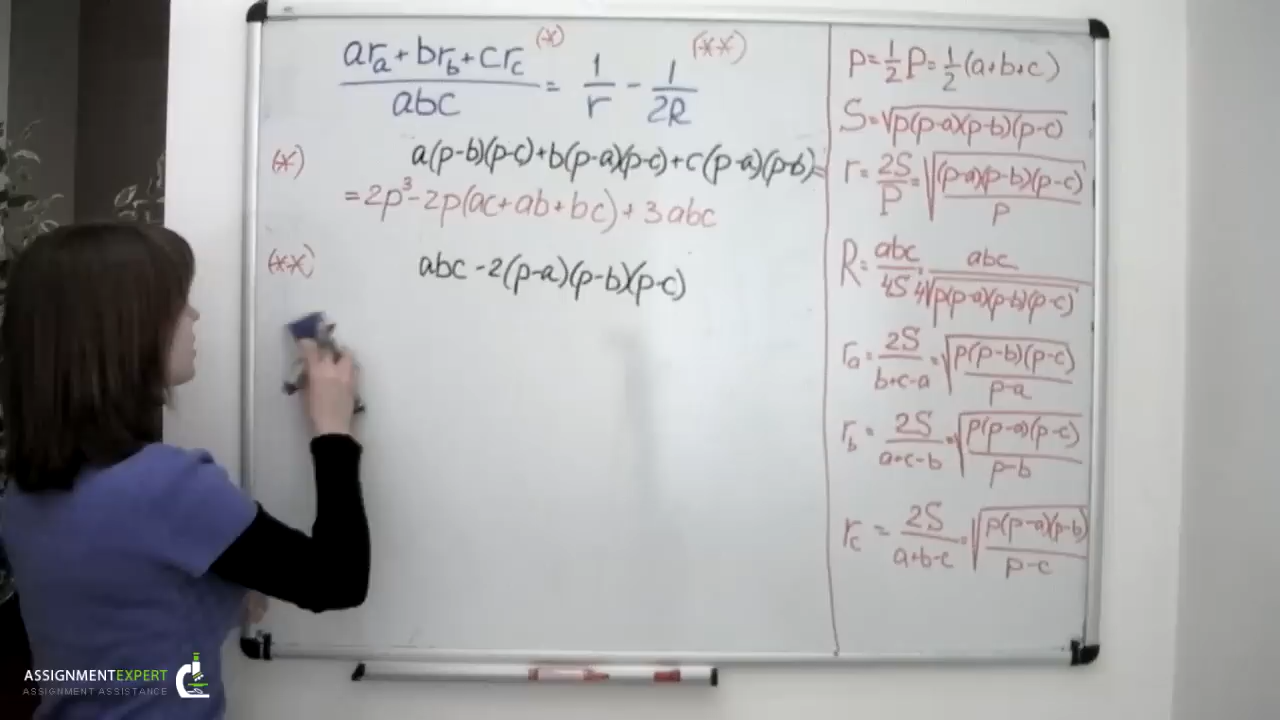 (*) (**)
ar_a + br_b + cr_c / abc = 1/r - 1/2R
(*) a(p-b)(p-c)+b(p-a)(p-c)+c(p-a)(p-b)=
=2p³-2p(ac+ab+bc)+3abc
(**) abc-2(p-a)(p-b)(p-c)
p=½P=½(a+b+c)
S=√p(p-a)(p-b)(p-c)
r=2S/P=√(p-a)(p-b)(p-c)/p
R=abc/4S=abc/4√p(p-a)(p-b)(p-c)
r_a=2S/b+c-a=√p(p-b)(p-c)/p-a
r_b=2S/a+c-b=√p(p-a)(p-c)/p-b
r_c=2S/a+b-c=√p(p-a)(p-b)/p-c
ASSIGNMENTEXPERT
ASSIGNMENT ASSISTANCE